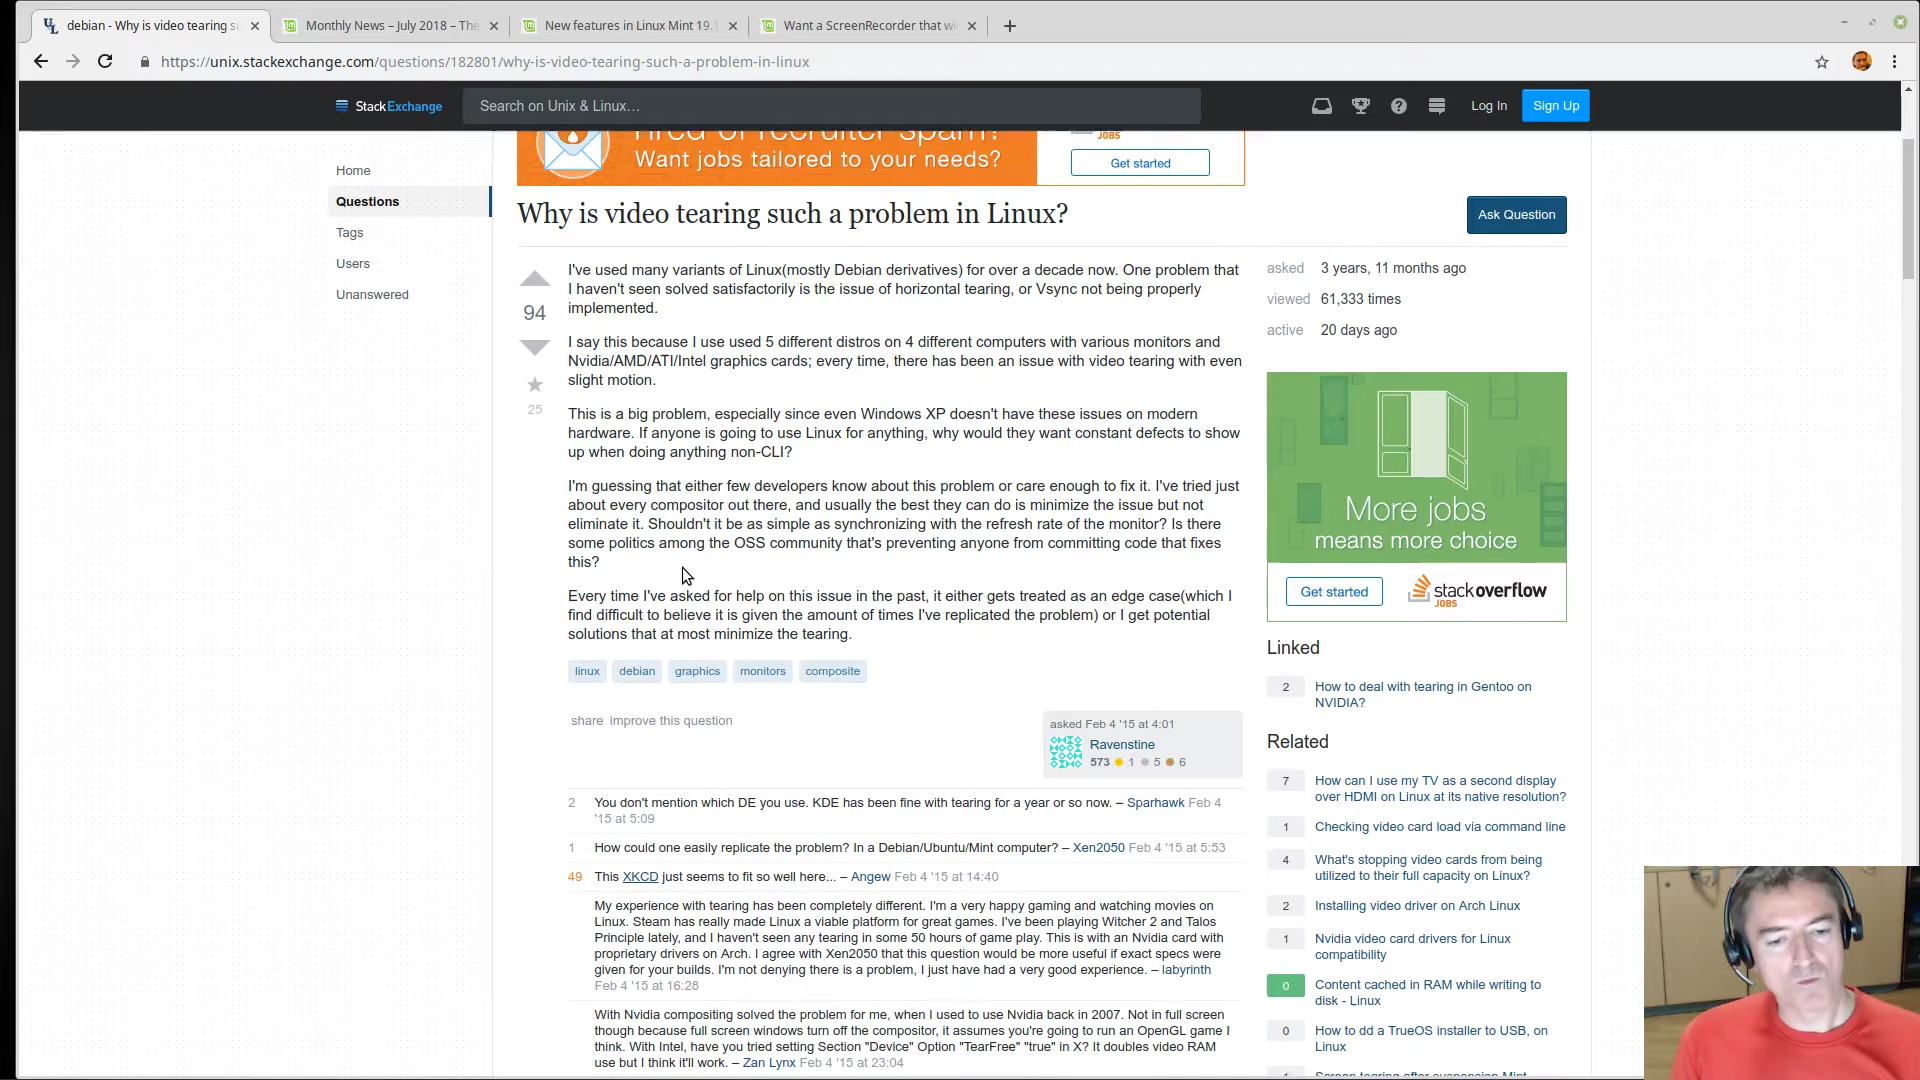 debian - Why is video tearing su
Monthly News – July 2018 – The
New features in Linux Mint 19.1
Want a ScreenRecorder that wi
https://unix.stackexchange.com/questions/182801/why-is-video-tearing-such-a-problem-in-linux
StackExchange
Search on Unix & Linux…
Log In
Sign Up
Tired of recruiter spam?
Want jobs tailored to your needs?
JOBS
Get started
Home
Questions
Tags
Users
Unanswered
Why is video tearing such a problem in Linux?
Ask Question
94
25
I've used many variants of Linux(mostly Debian derivatives) for over a decade now. One problem that
I haven't seen solved satisfactorily is the issue of horizontal tearing, or Vsync not being properly
implemented.
I say this because I use used 5 different distros on 4 different computers with various monitors and
Nvidia/AMD/ATI/Intel graphics cards; every time, there has been an issue with video tearing with even
slight motion.
This is a big problem, especially since even Windows XP doesn't have these issues on modern
hardware. If anyone is going to use Linux for anything, why would they want constant defects to show
up when doing anything non-CLI?
I'm guessing that either few developers know about this problem or care enough to fix it. I've tried just
about every compositor out there, and usually the best they can do is minimize the issue but not
eliminate it. Shouldn't it be as simple as synchronizing with the refresh rate of the monitor? Is there
some politics among the OSS community that's preventing anyone from committing code that fixes
this?
Every time I've asked for help on this issue in the past, it either gets treated as an edge case(which I
find difficult to believe it is given the amount of times I've replicated the problem) or I get potential
solutions that at most minimize the tearing.
linux debian graphics monitors composite
share improve this question
asked Feb 4 '15 at 4:01
Ravenstine
573 1 5 6
2 You don't mention which DE you use. KDE has been fine with tearing for a year or so now. – Sparhawk Feb 4
'15 at 5:09
1 How could one easily replicate the problem? In a Debian/Ubuntu/Mint computer? – Xen2050 Feb 4 '15 at 5:53
49 This XKCD just seems to fit so well here... – Angew Feb 4 '15 at 14:40
My experience with tearing has been completely different. I'm a very happy gaming and watching movies on
Linux. Steam has really made Linux a viable platform for great games. I've been playing Witcher 2 and Talos
Principle lately, and I haven't seen any tearing in some 50 hours of game play. This is with an Nvidia card with
proprietary drivers on Arch. I agree with Xen2050 that this question would be more useful if exact specs were
given for your builds. I'm not denying there is a problem, I just have had a very good experience. – labyrinth
Feb 4 '15 at 16:28
With Nvidia compositing solved the problem for me, when I used to use Nvidia back in 2007. Not in full screen
though because full screen windows turn off the compositor, it assumes you're going to run an OpenGL game I
think. With Intel, have you tried setting Section "Device" Option "TearFree" "true" in X? It doubles video RAM
use but I think it'll work. – Zan Lynx Feb 4 '15 at 23:04
asked 3 years, 11 months ago
viewed 61,333 times
active 20 days ago
More jobs
means more choice
Get started
stackoverflow
JOBS
Linked
2 How to deal with tearing in Gentoo on
NVIDIA?
Related
7 How can I use my TV as a second display
over HDMI on Linux at its native resolution?
1 Checking video card load via command line
4 What's stopping video cards from being
utilized to their full capacity on Linux?
2 Installing video driver on Arch Linux
1 Nvidia video card drivers for Linux
compatibility
0 Content cached in RAM while writing to
disk - Linux
0 How to dd a TrueOS installer to USB, on
Linux
Screen tearing after suspension Mint